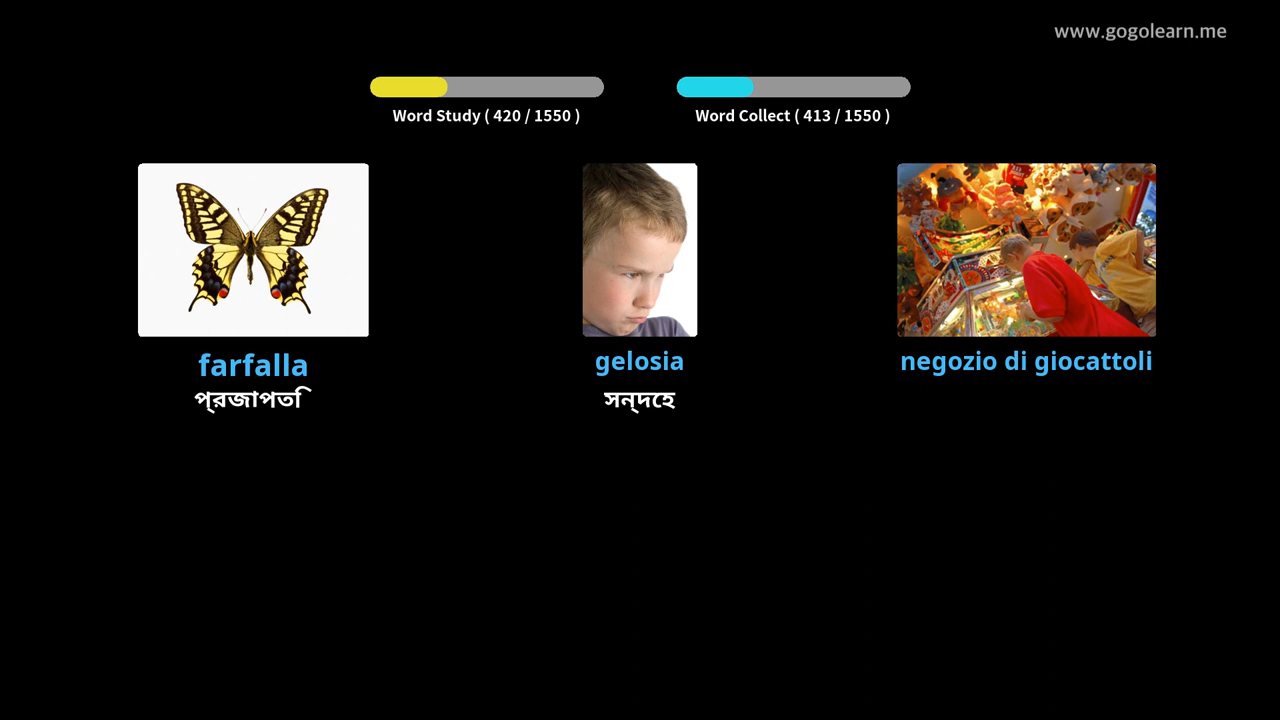 www.gogolearn.me
Word Study ( 420 / 1550 )
Word Collect ( 413 / 1550 )
farfalla
gelosia
negozio di giocattoli
প্রজাপতি
সন্দেহ